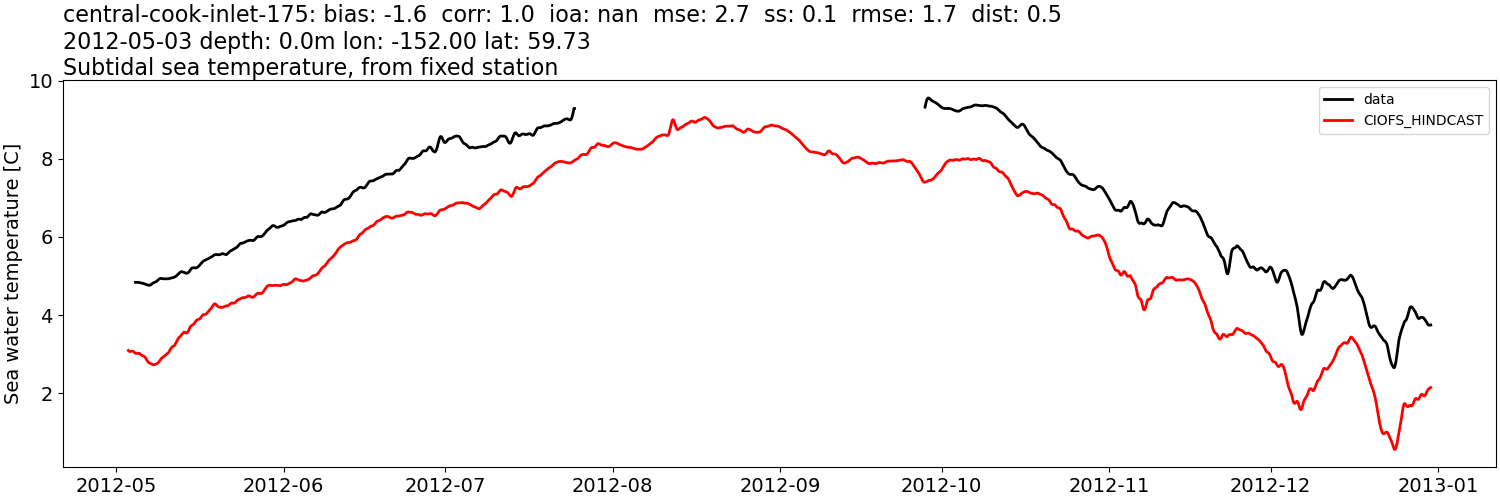 central-cook-inlet-175: bias: -1.6  corr: 1.0  ioa: nan  mse: 2.7  ss: 0.1  rmse: 1.7  dist: 0.5
2012-05-03 depth: 0.0m lon: -152.00 lat: 59.73
Subtidal sea temperature, from fixed station
Sea water temperature [C]
10
8
6
4
2
data
CIOFS_HINDCAST
2012-05
2012-06
2012-07
2012-08
2012-09
2012-10
2012-11
2012-12
2013-01